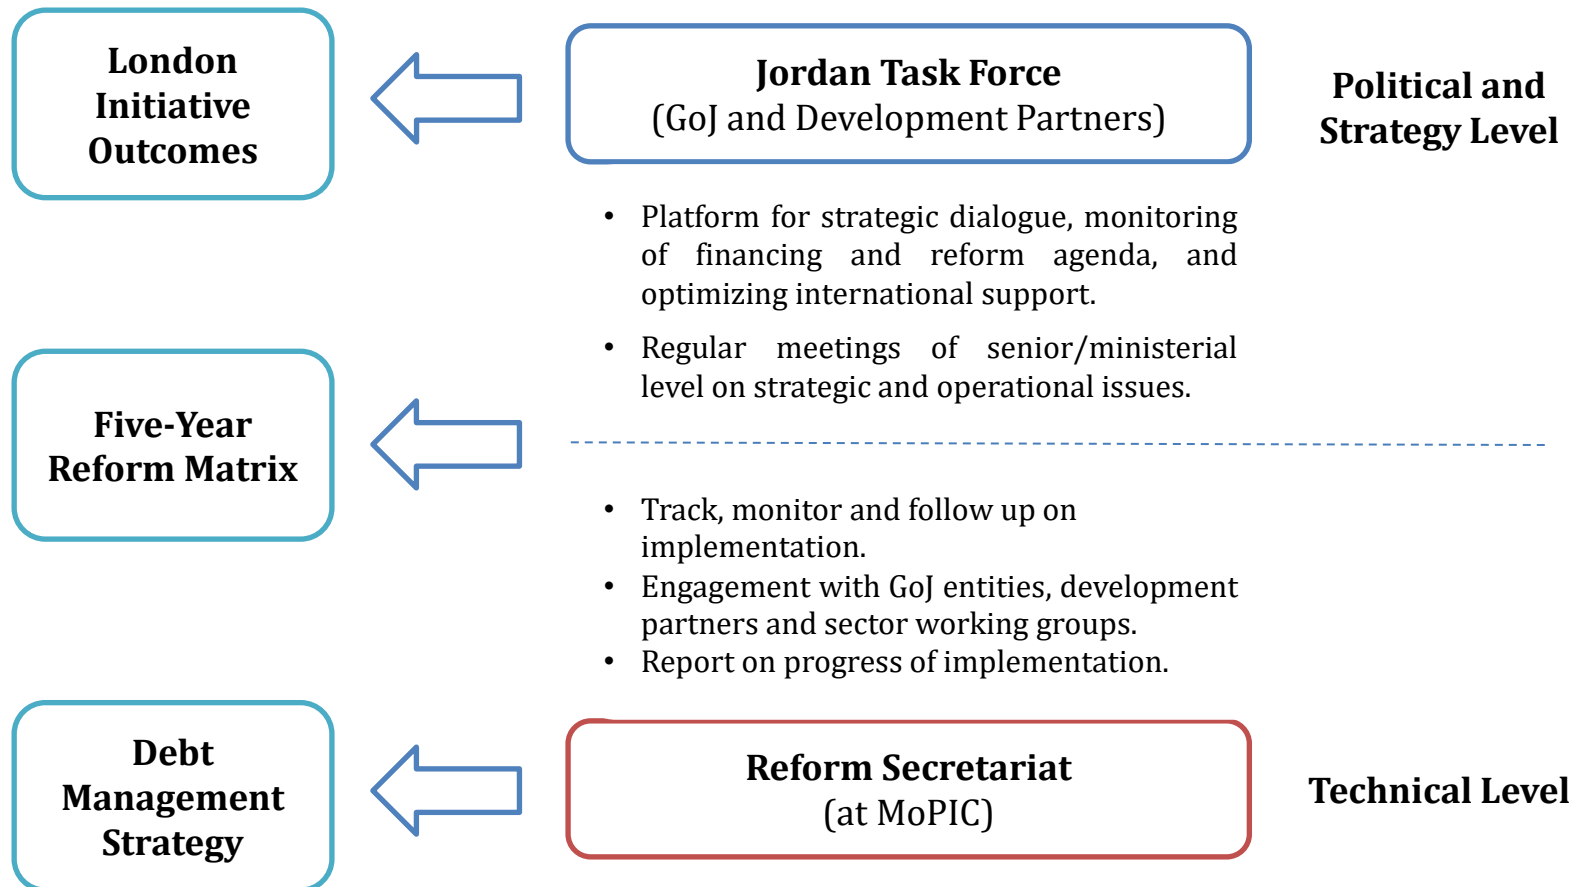 London
Initiative
Outcomes
Jordan Task Force
(GoJ and Development Partners)
Political and
Strategy Level
• Platform for strategic dialogue, monitoring
of financing and reform agenda, and
optimizing international support.
• Regular meetings of senior/ministerial
level on strategic and operational issues.
Five-Year
Reform Matrix
• Track, monitor and follow up on
implementation.
• Engagement with GoJ entities, development
partners and sector working groups.
• Report on progress of implementation.
Debt
Management
Strategy
Reform Secretariat
(at MoPIC)
Technical Level